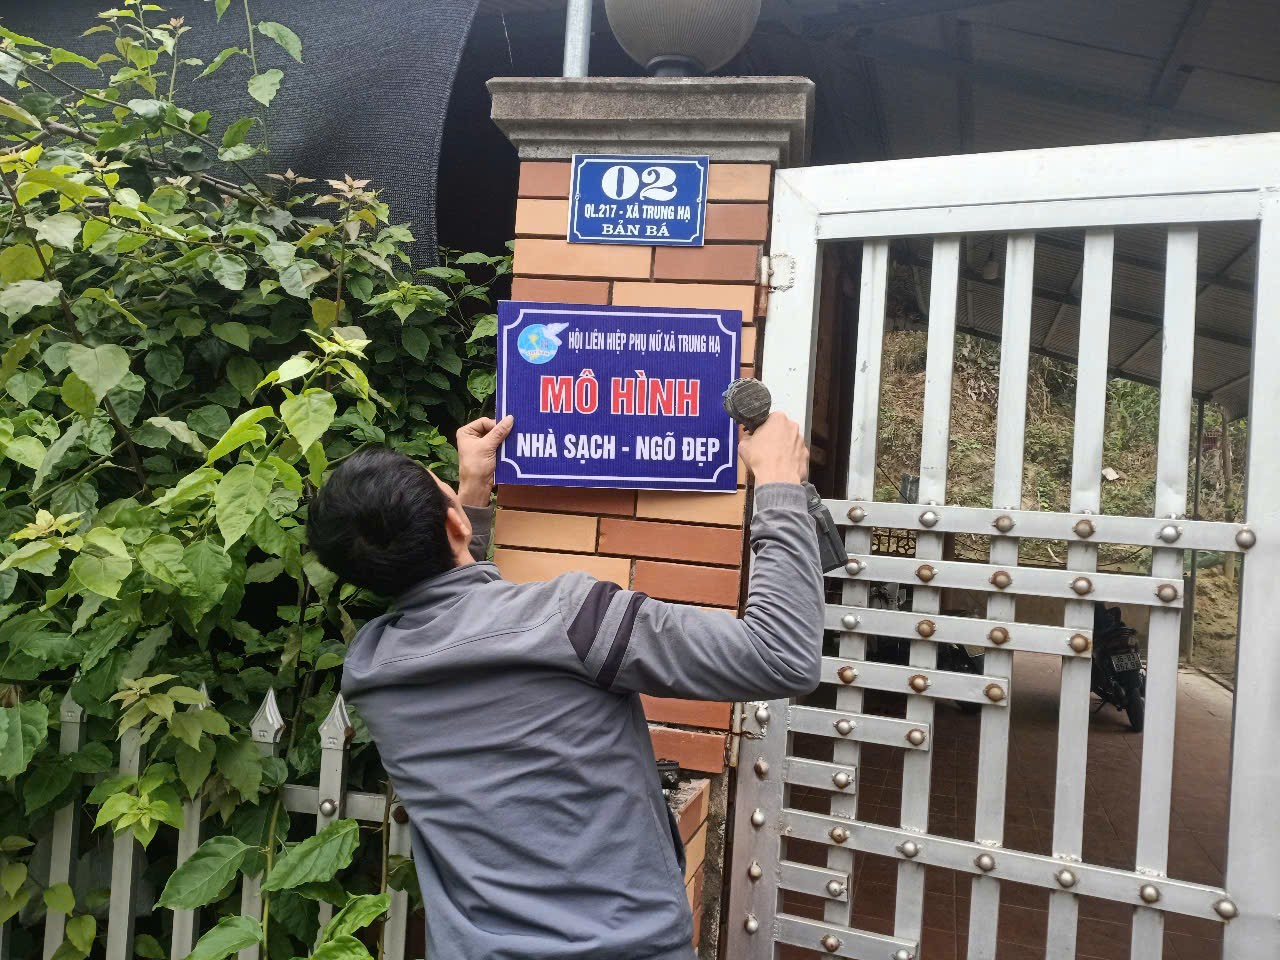 02
QL.217 - XÃ TRUNG HẠ
BẢN BÁ
HỘI LIÊN HIỆP PHỤ NỮ XÃ TRUNG HẠ
MÔ HÌNH
NHÀ SẠCH - NGÕ ĐẸP